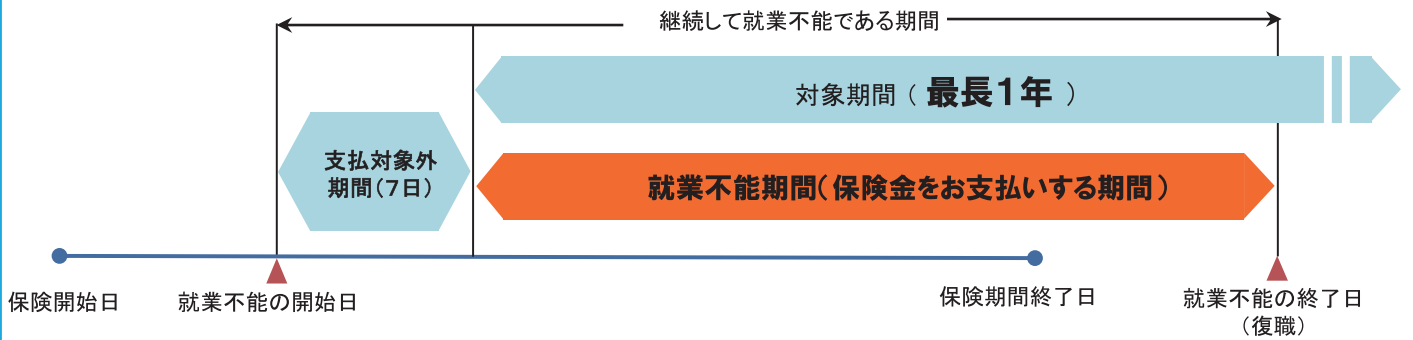 継続して就業不能である期間
対象期間（ 最長１年 ）
支払対象外
期間（7日）
就業不能期間（保険金をお支払いする期間）
保険開始日
就業不能の開始日
保険期間終了日
就業不能の終了日
（復職）